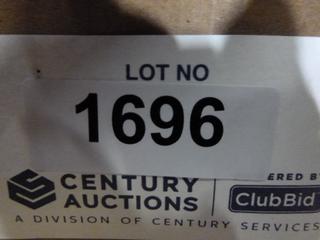 LOT NO
1696
CENTURY AUCTIONS
ERED BY
ClubBid
A DIVISION OF CENTURY SERVICES